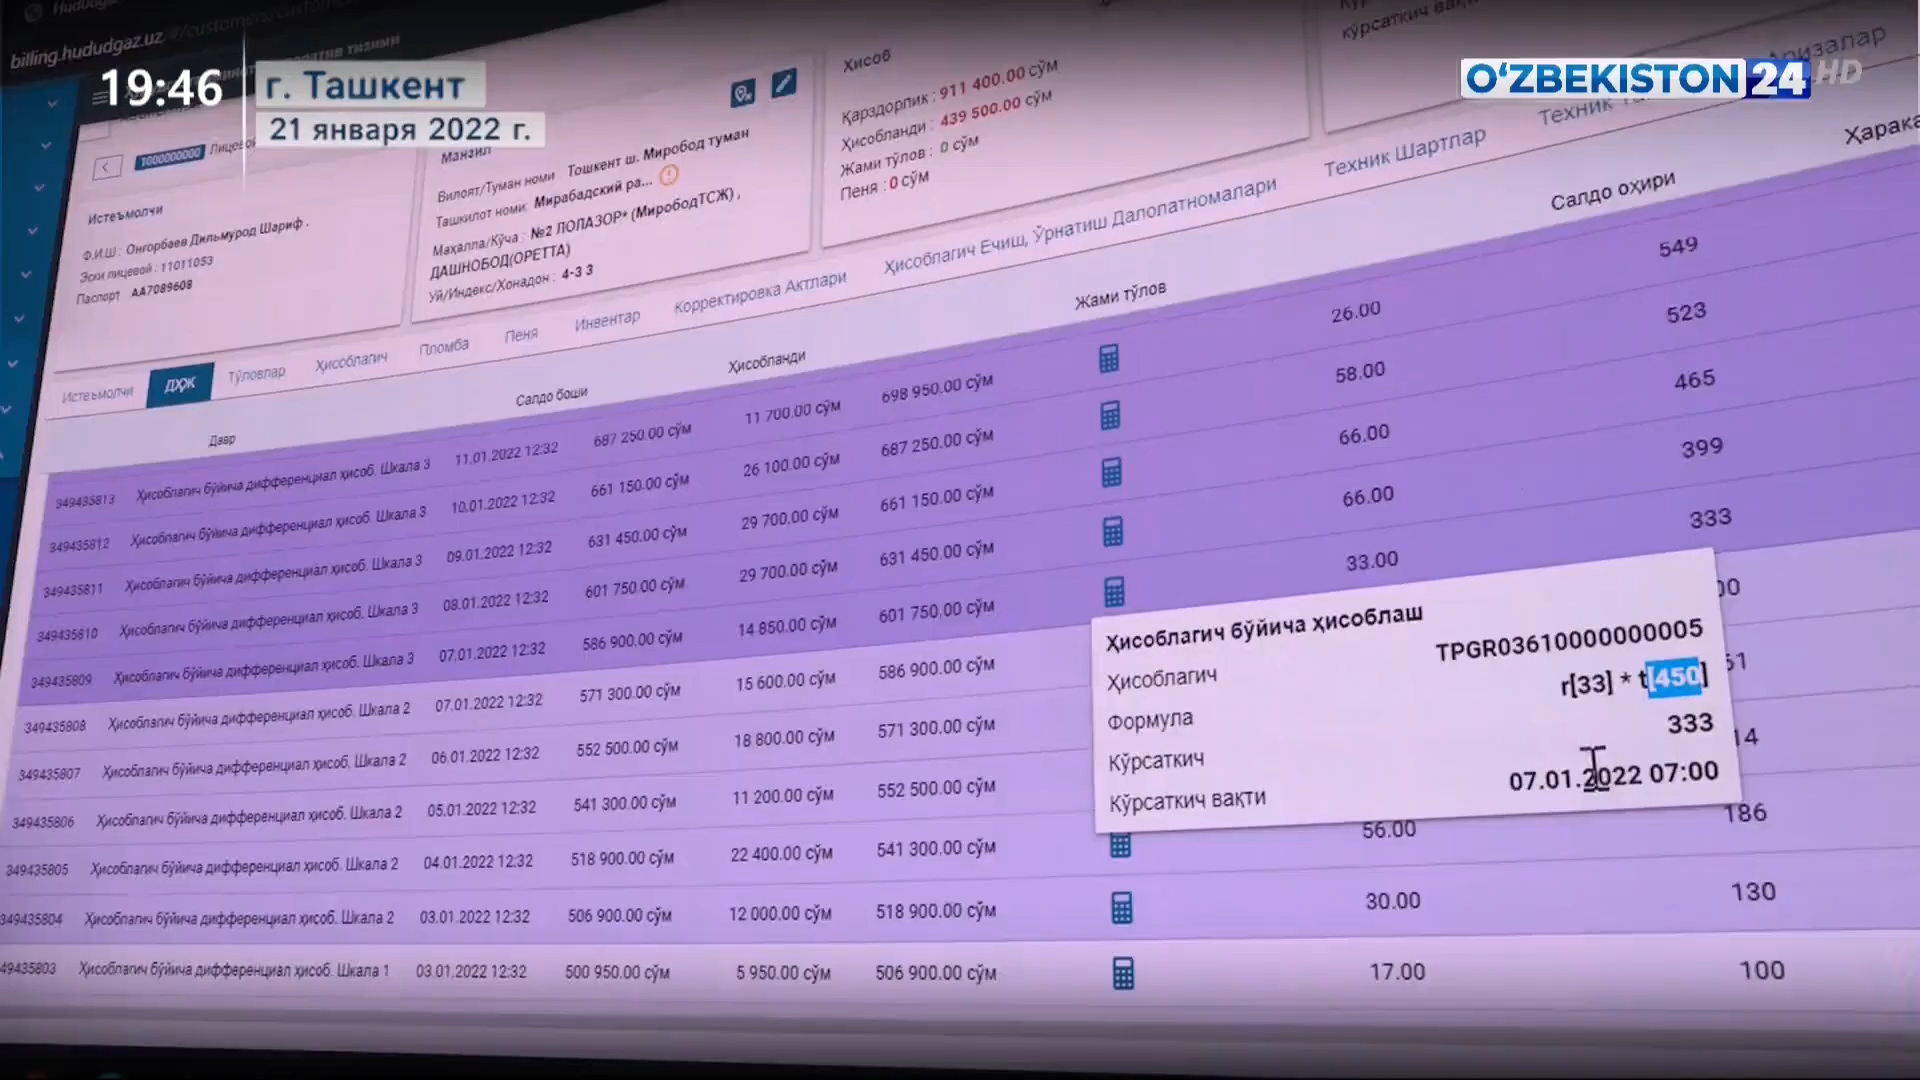 billing.hududgaz.uz/#/customers/
19:46
г. Ташкент
21 января 2022 г.
O‘ZBEKISTON 24 HD
1000000000
Истеъмолчи
Ф.И.Ш : Онгорбаев Дильмурод Шариф .
Эски лицевой : 11011053
Паспорт AA7089608
Манзил
Вилоят/Туман номи Тошкент ш. Миробод туман
Ташкилот номи: Мирабадский ра...
Маҳалла/Кўча : №2 ЛОЛАЗОР* (МирободТСЖ) ,
ДАШНОБОД(ОРЕТТА)
Уй/Индекс/Хонадон : 4-3 3
Ҳисоб
Қарздорлик : 911 400.00 сўм
Ҳисобланди : 439 500.00 сўм
Жами тўлов : 0 сўм
Пеня : 0 сўм
кўрсаткич
Истеъмолчи ДҲЖ Тўловлар Ҳисоблагич Пломба Пеня Инвентар Корректировка Актлари Ҳисоблагич Ечиш, Ўрнатиш Далолатномалари Техник Шартлар Техник Аризалар
Давр Салдо боши Ҳисобланди Жами тўлов Салдо охири
349435813 Ҳисоблагич бўйича дифференциал ҳисоб. Шкала 3 11.01.2022 12:32 687 250.00 сўм 11 700.00 сўм 698 950.00 сўм 26.00 549
349435812 Ҳисоблагич бўйича дифференциал ҳисоб. Шкала 3 10.01.2022 12:32 661 150.00 сўм 26 100.00 сўм 687 250.00 сўм 58.00 523
349435811 Ҳисоблагич бўйича дифференциал ҳисоб. Шкала 3 09.01.2022 12:32 631 450.00 сўм 29 700.00 сўм 661 150.00 сўм 66.00 465
349435810 Ҳисоблагич бўйича дифференциал ҳисоб. Шкала 3 08.01.2022 12:32 601 750.00 сўм 29 700.00 сўм 631 450.00 сўм 66.00 399
349435809 Ҳисоблагич бўйича дифференциал ҳисоб. Шкала 3 07.01.2022 12:32 586 900.00 сўм 14 850.00 сўм 601 750.00 сўм 33.00 333
349435808 Ҳисоблагич бўйича дифференциал ҳисоб. Шкала 2 07.01.2022 12:32 571 300.00 сўм 15 600.00 сўм 586 900.00 сўм
349435807 Ҳисоблагич бўйича дифференциал ҳисоб. Шкала 2 06.01.2022 12:32 552 500.00 сўм 18 800.00 сўм 571 300.00 сўм
349435806 Ҳисоблагич бўйича дифференциал ҳисоб. Шкала 2 05.01.2022 12:32 541 300.00 сўм 11 200.00 сўм 552 500.00 сўм
349435805 Ҳисоблагич бўйича дифференциал ҳисоб. Шкала 2 04.01.2022 12:32 518 900.00 сўм 22 400.00 сўм 541 300.00 сўм 56.00 186
349435804 Ҳисоблагич бўйича дифференциал ҳисоб. Шкала 2 03.01.2022 12:32 506 900.00 сўм 12 000.00 сўм 518 900.00 сўм 30.00 130
49435803 Ҳисоблагич бўйича дифференциал ҳисоб. Шкала 1 03.01.2022 12:32 500 950.00 сўм 5 950.00 сўм 506 900.00 сўм 17.00 100
Ҳисоблагич бўйича ҳисоблаш
Ҳисоблагич TPGR03610000000005
Формула r[33] * t[450]
Кўрсаткич 333
Кўрсаткич вақти 07.01.2022 07:00